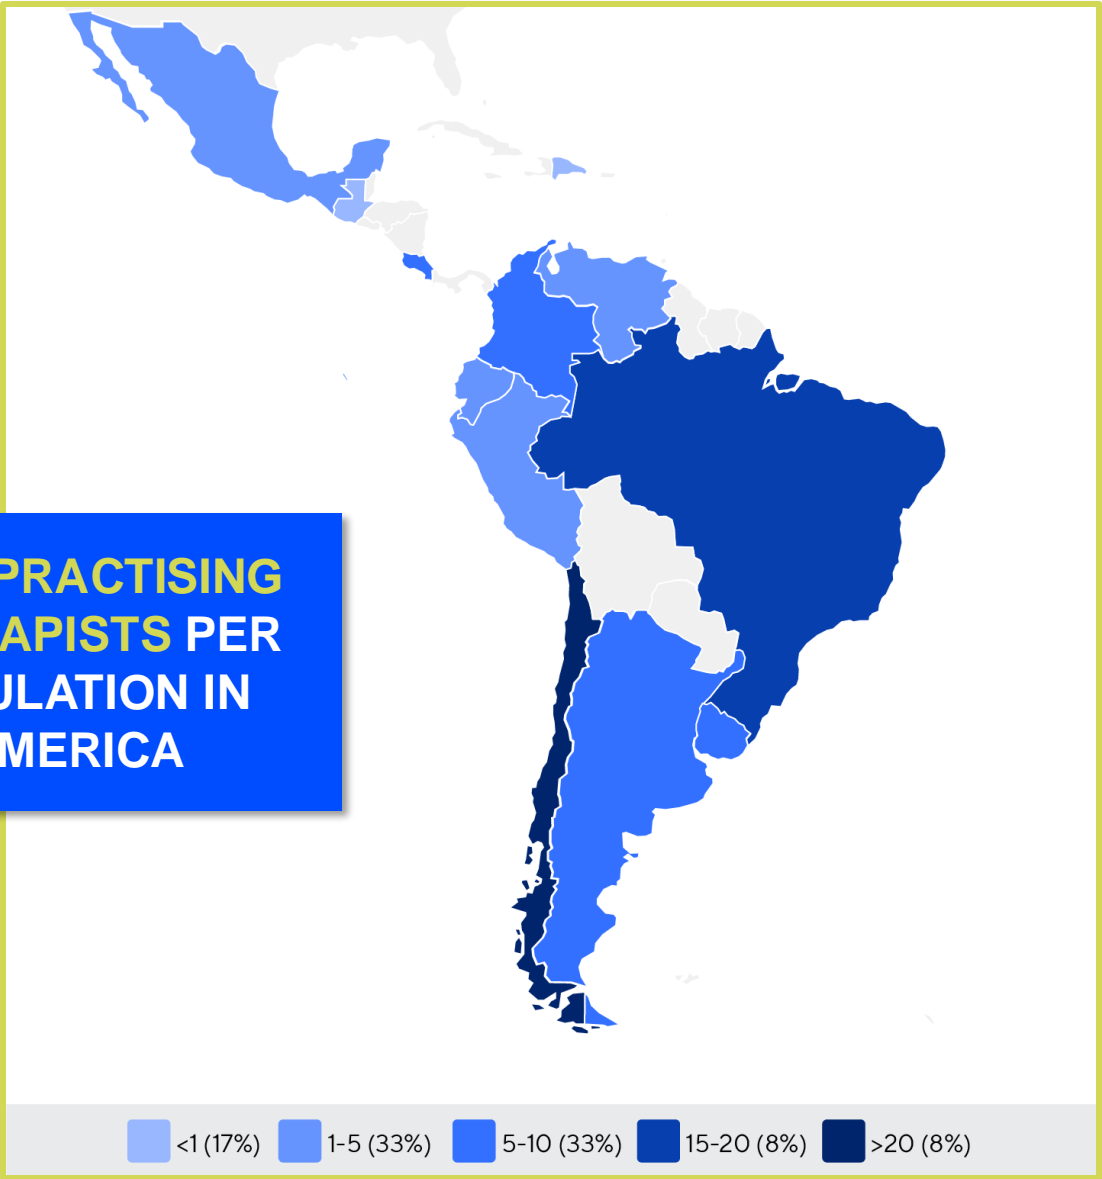 PRACTISING
APISTS PER
ULATION IN
MERICA
<1 (17%) 1-5 (33%) 5-10 (33%) 15-20 (8%) >20 (8%)